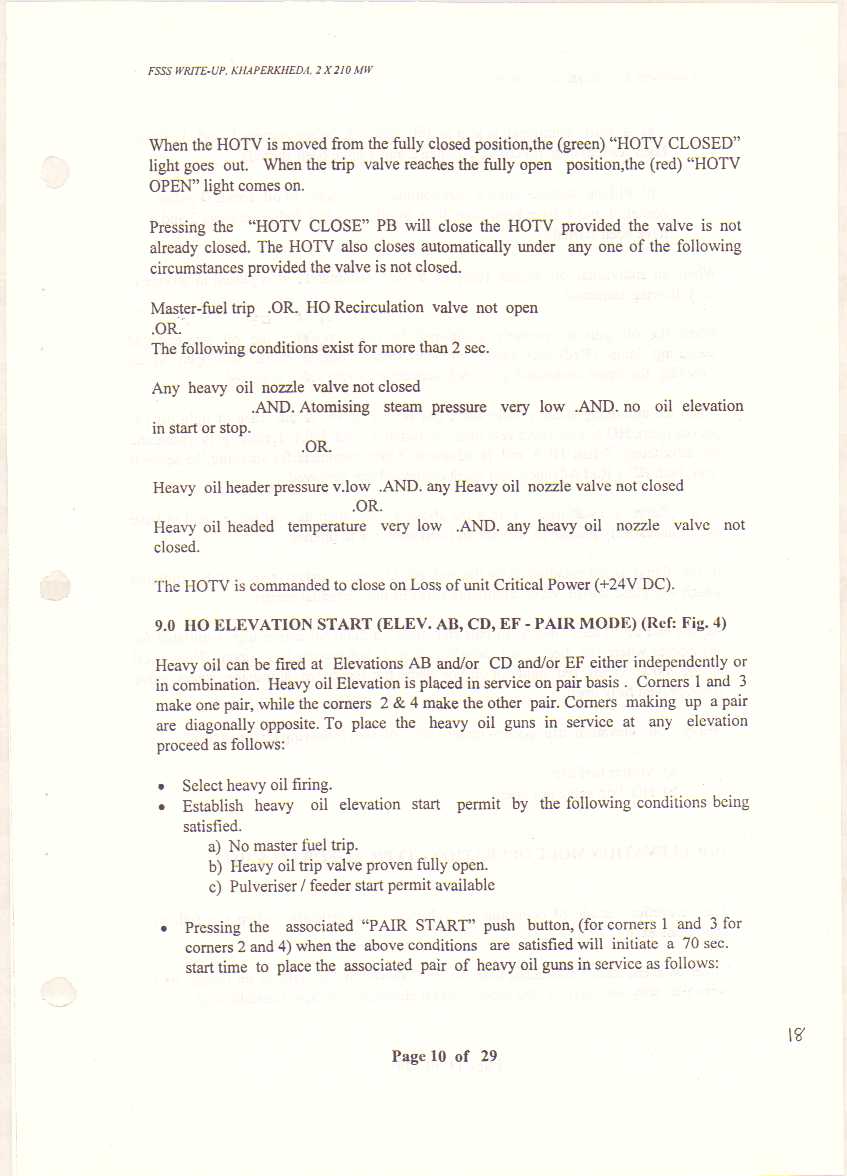 FSSS WRITE-UP, KHAPERKHEDA, 2 X 210 MW
When the HOTV is moved from the fully closed position,the (green) “HOTV CLOSED”
light goes out. When the trip valve reaches the fully open position,the (red) “HOTV
OPEN” light comes on.
Pressing the “HOTV CLOSE” PB will close the HOTV provided the valve is not
already closed. The HOTV also closes automatically under any one of the following
circumstances provided the valve is not closed.
Master-fuel trip .OR. HO Recirculation valve not open
.OR.
The following conditions exist for more than 2 sec.
Any heavy oil nozzle valve not closed
.AND. Atomising steam pressure very low .AND. no oil elevation
in start or stop.
.OR.
Heavy oil header pressure v.low .AND. any Heavy oil nozzle valve not closed
.OR.
Heavy oil headed temperature very low .AND. any heavy oil nozzle valve not
closed.
The HOTV is commanded to close on Loss of unit Critical Power (+24V DC).
9.0 HO ELEVATION START (ELEV. AB, CD, EF - PAIR MODE) (Ref: Fig. 4)
Heavy oil can be fired at Elevations AB and/or CD and/or EF either independently or
in combination. Heavy oil Elevation is placed in service on pair basis . Corners 1 and 3
make one pair, while the corners 2 & 4 make the other pair. Corners making up a pair
are diagonally opposite. To place the heavy oil guns in service at any elevation
proceed as follows:
• Select heavy oil firing.
• Establish heavy oil elevation start permit by the following conditions being
satisfied.
a) No master fuel trip.
b) Heavy oil trip valve proven fully open.
c) Pulveriser / feeder start permit available
• Pressing the associated “PAIR START” push button, (for corners 1 and 3 for
corners 2 and 4) when the above conditions are satisfied will initiate a 70 sec.
start time to place the associated pair of heavy oil guns in service as follows:
18
Page 10 of 29